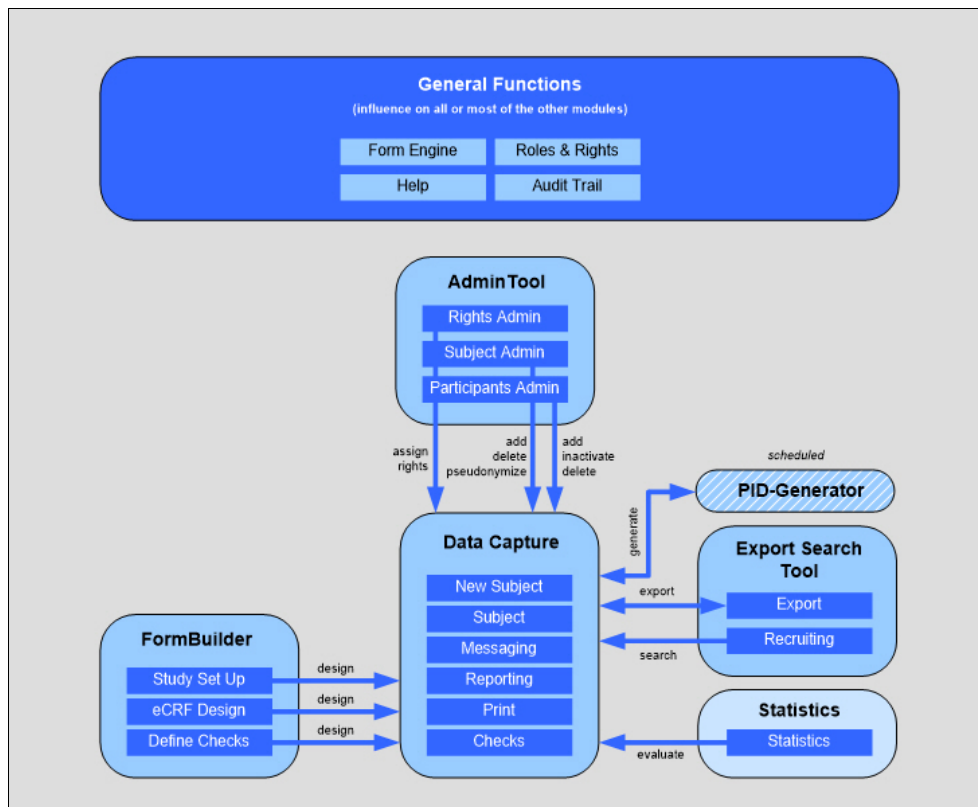 General Functions
(influence on all or most of the other modules)
Form Engine
Roles & Rights
Help
Audit Trail
AdminTool
Rights Admin
Subject Admin
Participants Admin
assign
rights
add
delete
pseudonymize
add
inactivate
delete
scheduled
PID-Generator
generate
Data Capture
New Subject
Subject
Messaging
Reporting
Print
Checks
Export Search
Tool
export
Export
Recruiting
search
FormBuilder
Study Set Up
design
eCRF Design
design
Define Checks
design
Statistics
Statistics
evaluate